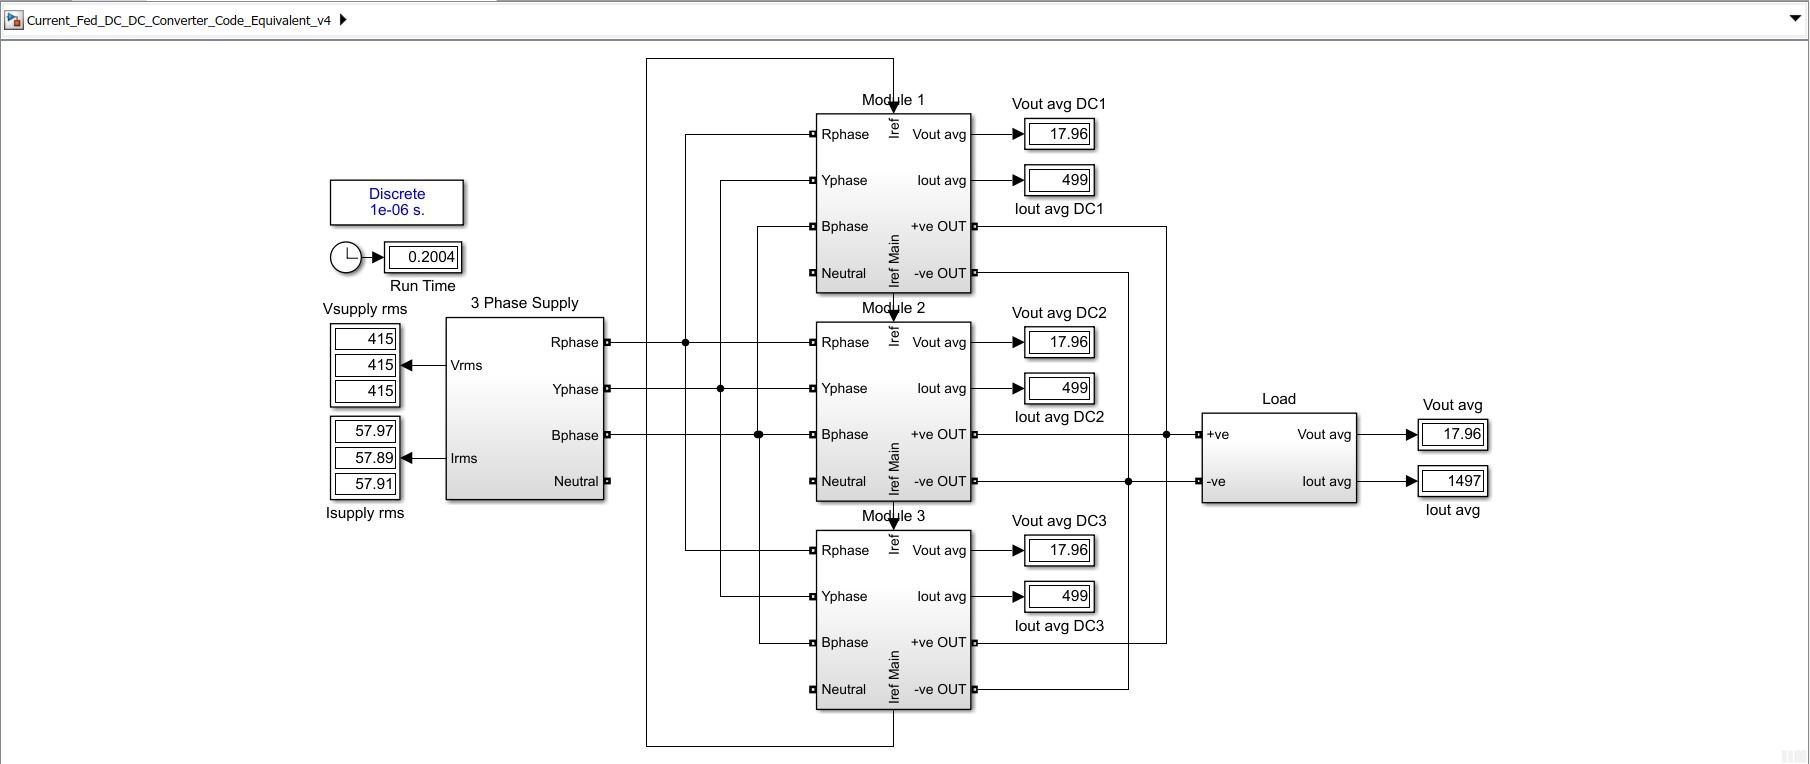 Current_Fed_DC_DC_Converter_Code_Equivalent_v4
Discrete
1e-06 s.
0.2004
Run Time
Vsupply rms
415
415
415
57.97
57.89
57.91
Isupply rms
3 Phase Supply
Vrms
Irms
Rphase
Yphase
Bphase
Neutral
Module 1
Iref
Rphase
Yphase
Bphase
Neutral
Iref Main
Vout avg
Iout avg
+ve OUT
-ve OUT
Vout avg DC1
17.96
499
Iout avg DC1
Module 2
Iref
Rphase
Yphase
Bphase
Neutral
Iref Main
Vout avg
Iout avg
+ve OUT
-ve OUT
Vout avg DC2
17.96
499
Iout avg DC2
Module 3
Iref
Rphase
Yphase
Bphase
Neutral
Iref Main
Vout avg
Iout avg
+ve OUT
-ve OUT
Vout avg DC3
17.96
499
Iout avg DC3
Load
+ve
-ve
Vout avg
Iout avg
Vout avg
17.96
1497
Iout avg